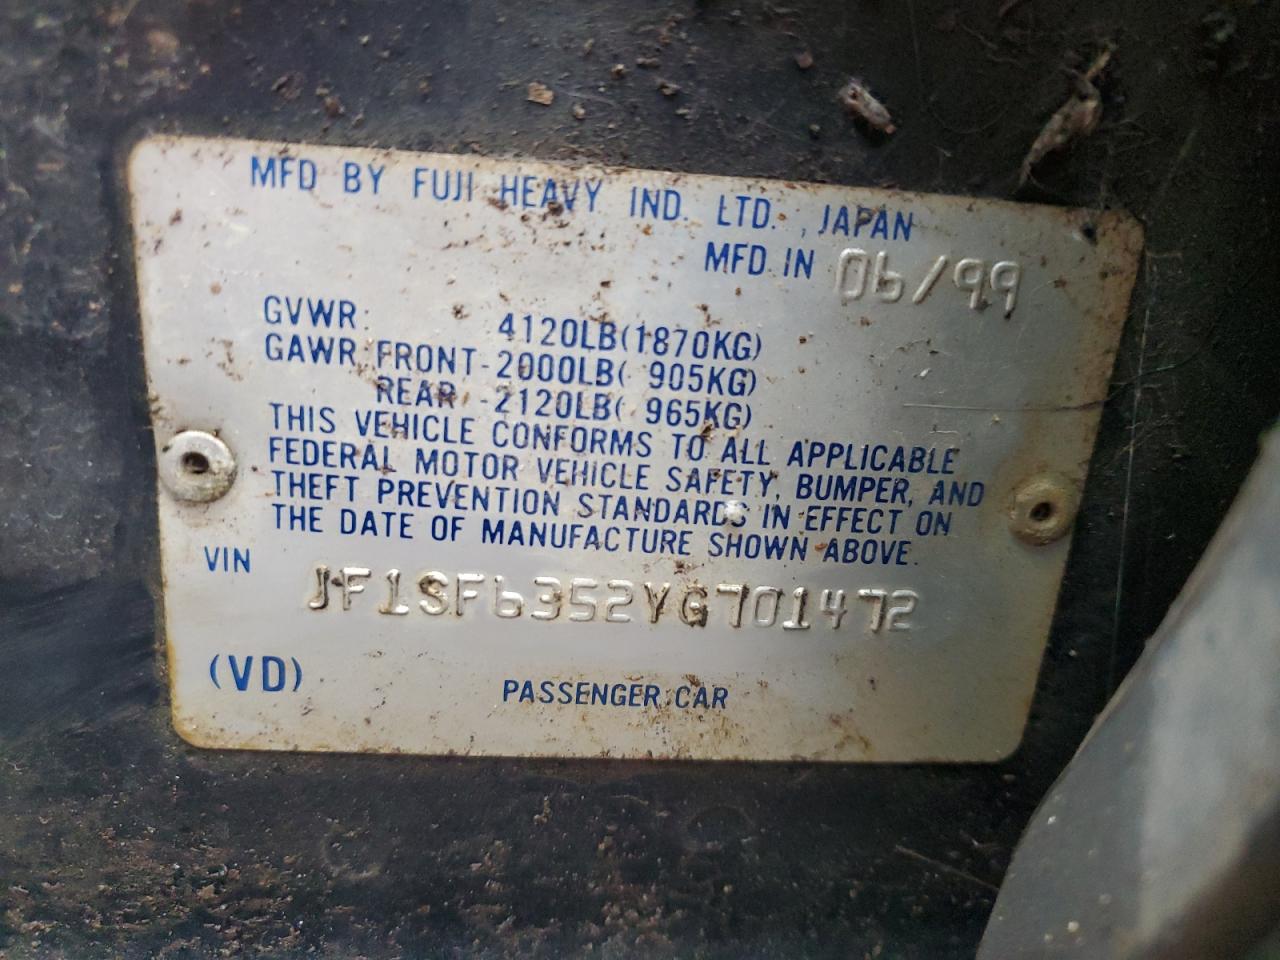 MFD BY FUJI HEAVY IND. LTD., JAPAN
MFD. IN 06/99
GVWR: 4120LB(1870KG)
GAWR:FRONT-2000LB( 905KG)
REAR -2120LB( 965KG)
THIS VEHICLE CONFORMS TO ALL APPLICABLE
FEDERAL MOTOR VEHICLE SAFETY, BUMPER, AND
THEFT PREVENTION STANDARDS IN EFFECT ON
THE DATE OF MANUFACTURE SHOWN ABOVE.
VIN JF1SF6352YG701472
(VD) PASSENGER CAR